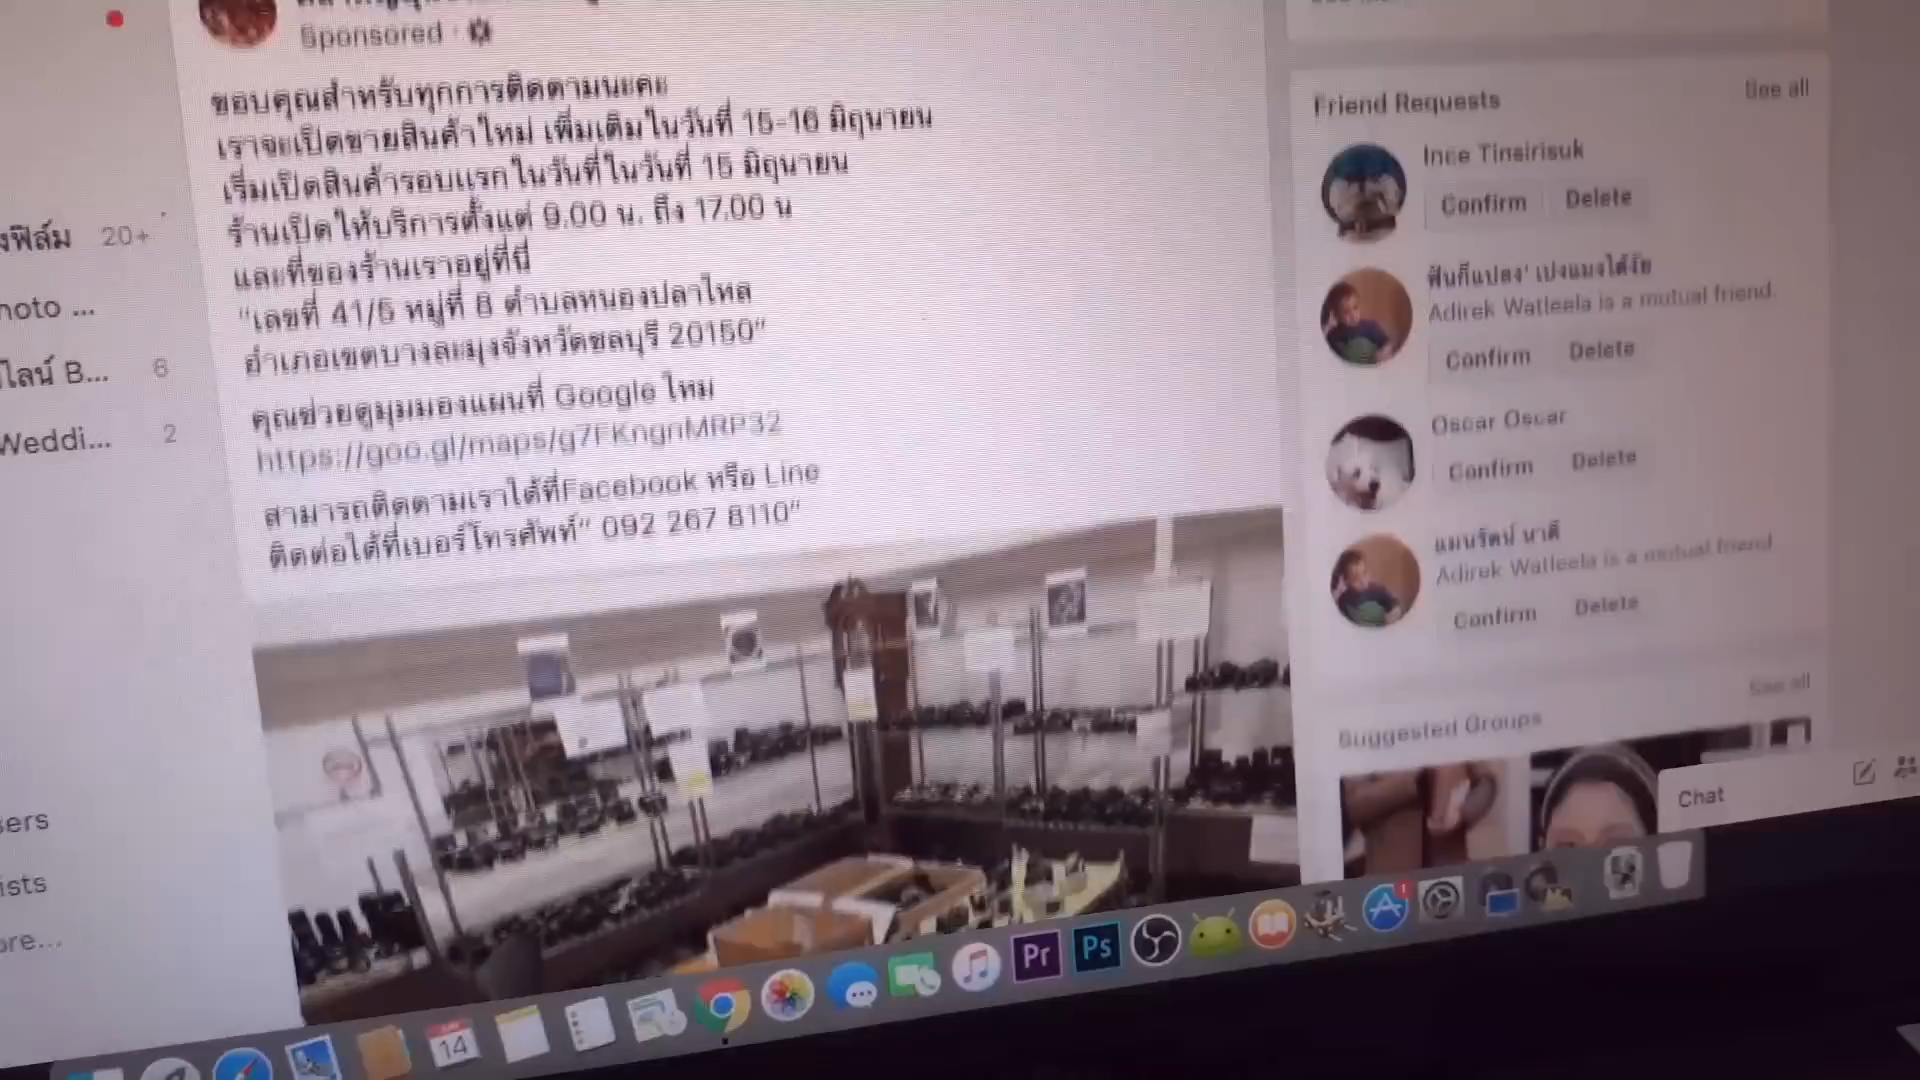 Sponsored
ขอบคุณสำหรับทุกการติดตามนะคะ
เราจะเปิดขายสินค้าใหม่ เพิ่มเติมในวันที่ 15-16 มิถุนายน
เริ่มเปิดสินค้ารอบแรกในวันที่ในวันที่ 15 มิถุนายน
ร้านเปิดให้บริการตั้งแต่ 9.00 น. ถึง 17.00 น
และที่ของร้านเราอยู่ที่นี่
"เลขที่ 41/5 หมู่ที่ 8 ตำบลหนองปลาไหล
อำเภอเขตบางละมุงจังหวัดชลบุรี 20150"
คุณช่วยดูมุมมองแผนที่ Google ไหม
https://goo.gl/maps/g7FKngnMRP32
สามารถติดตามเราได้ที่Facebook หรือ Line
ติดต่อได้ที่เบอร์โทรศัพท์" 092 267 8110"
งฟิล์ม 20+
hoto ...
ไลน์ B... 8
Weddi... 2
ists
ore...
Friend Requests See all
Ince Tinsirisuk
Confirm Delete
Adirek Watleela is a mutual friend.
Confirm Delete
Oscar Oscar
Confirm Delete
Adirek Watleela is a mutual friend
Confirm Delete
Suggested Groups See all
Chat
14
Pr
Ps
1